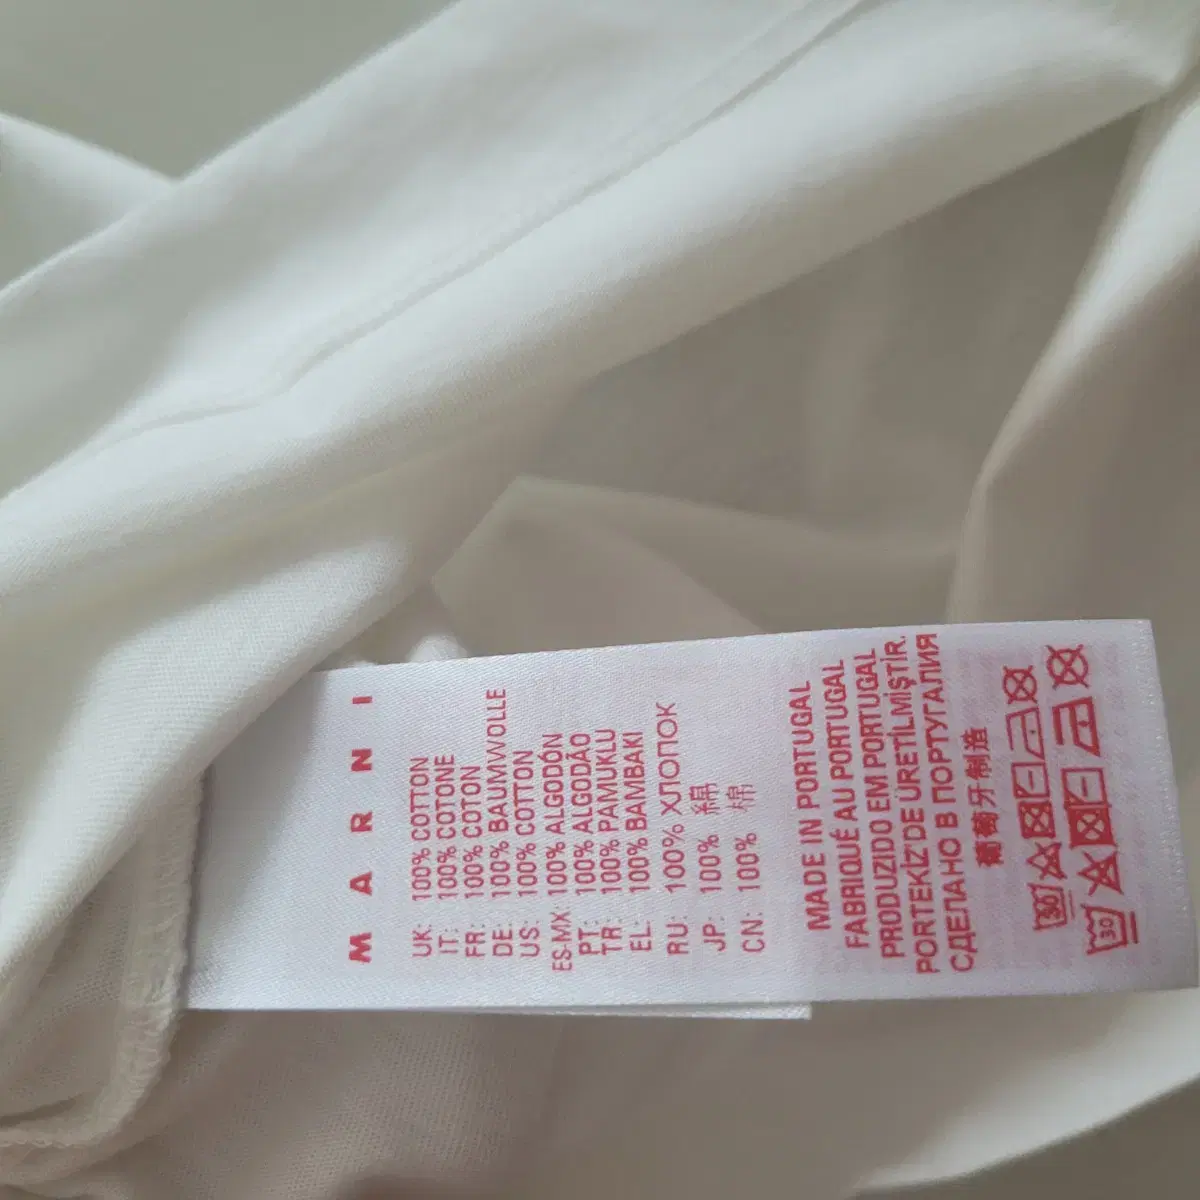 MARNI
UK: 100% COTTON
IT: 100% COTONE
FR: 100% COTON
DE: 100% BAUMWOLLE
US: 100% COTTON
ES-MX: 100% ALGODÓN
PT: 100% ALGODÃO
TR: 100% PAMUKLU
EL: 100% BAMBAKI
RU: 100% ХЛОПОК
JP: 100% 綿
CN: 100% 棉
MADE IN PORTUGAL
FABRIQUÉ AU PORTUGAL
PRODUZIDO EM PORTUGAL
PORTEKİZ'DE ÜRETİLMİŞTİR.
СДЕЛАНО В ПОРТУГАЛИЯ
葡萄牙制造
30
30